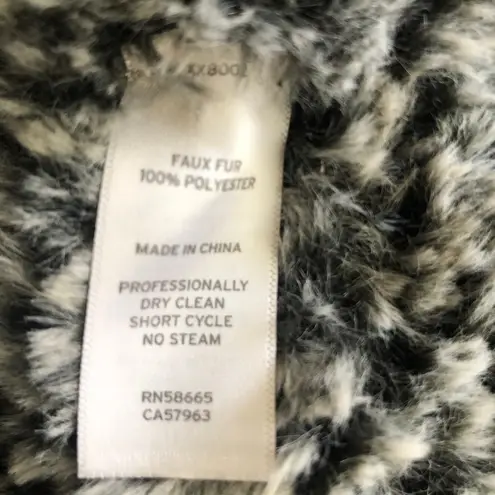 FAUX FUR
100% POLYESTER
MADE IN CHINA
PROFESSIONALLY
DRY CLEAN
SHORT CYCLE
NO STEAM
RN58665
CA57963